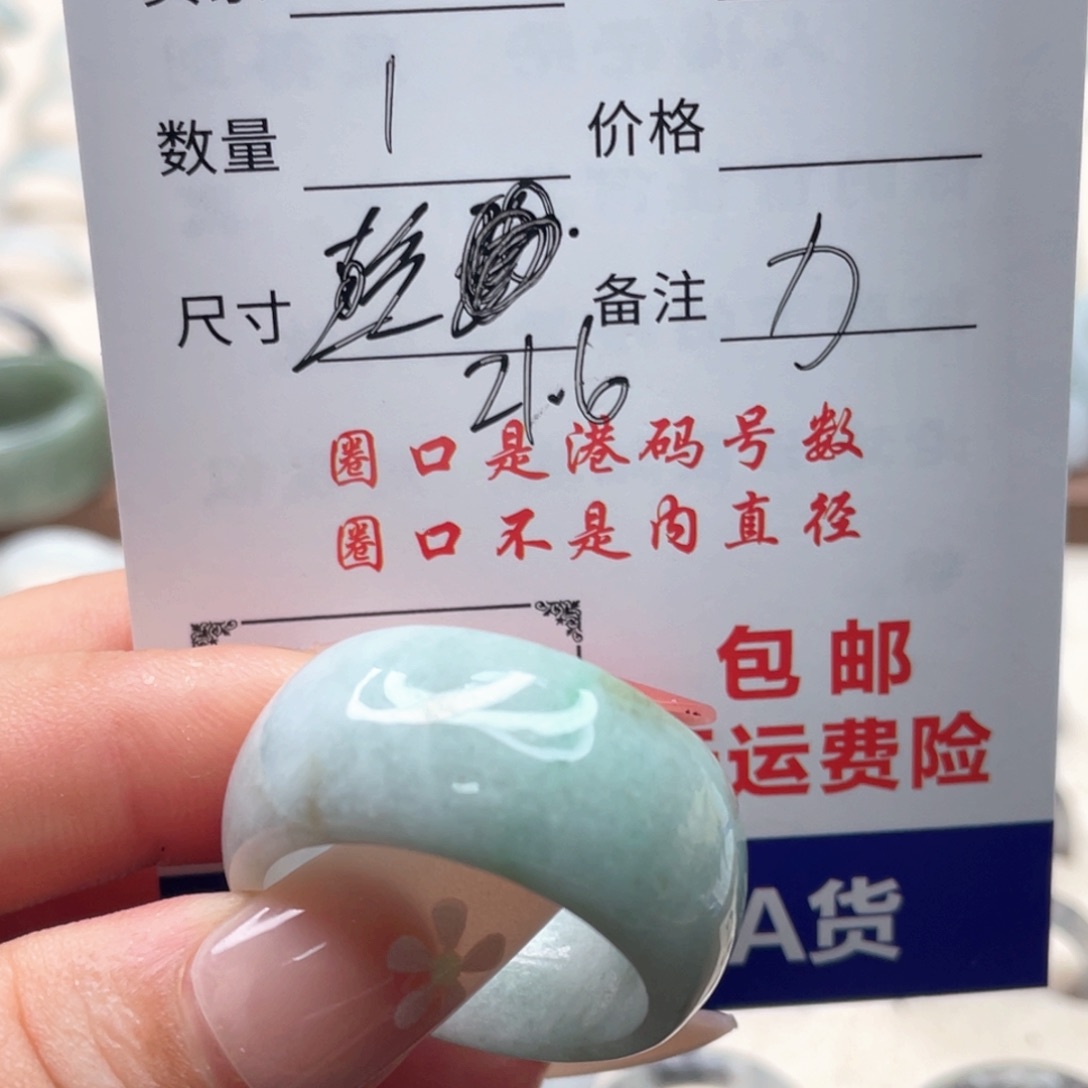 数量 1 价格
尺寸 21.6 备注
圈口是港码号数
圈口不是内直径
包邮
运费险
A货